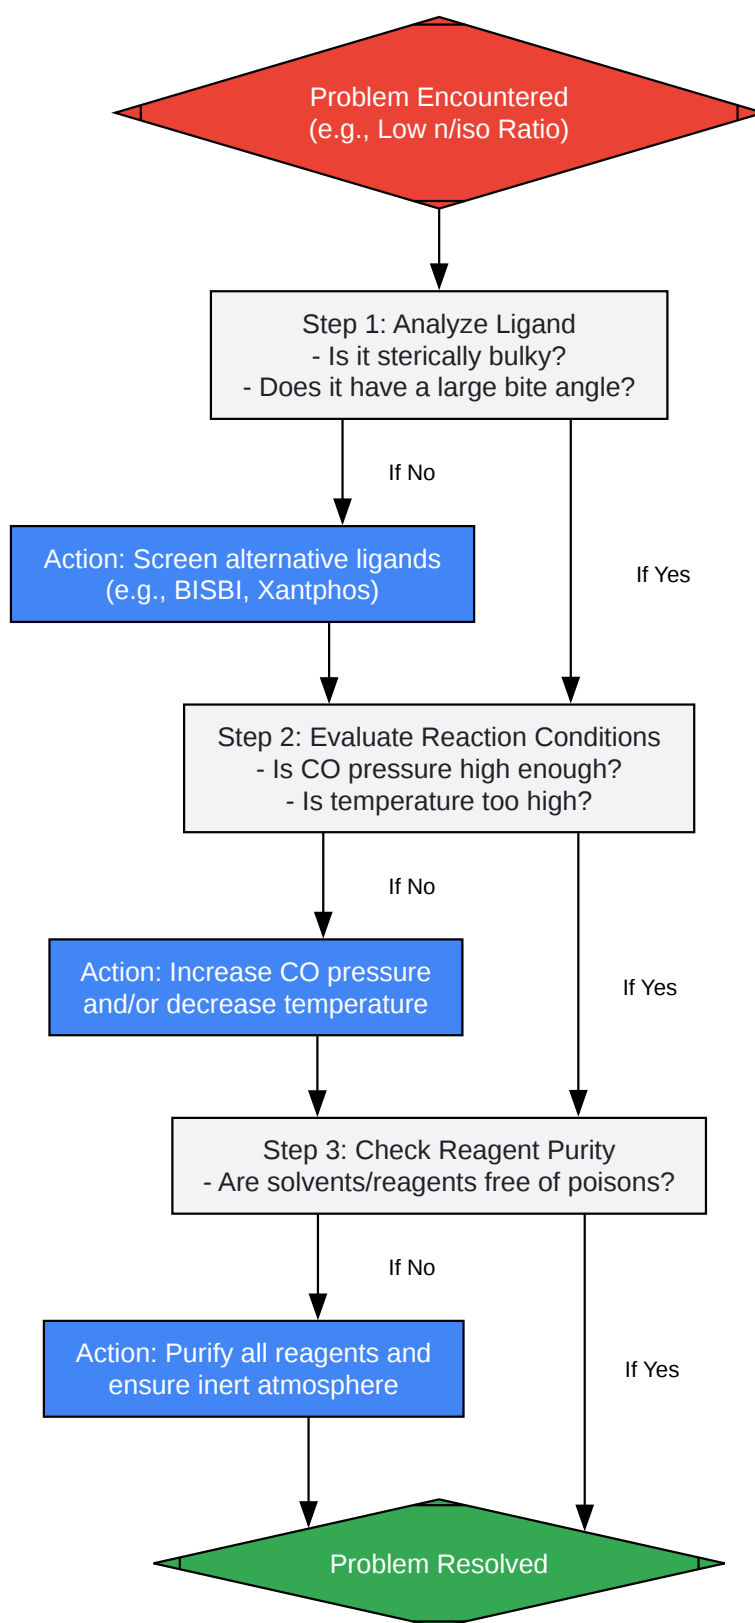 Problem Encountered
(e.g., Low n/iso Ratio)
Step 1: Analyze Ligand
- Is it sterically bulky?
- Does it have a large bite angle?
If No
Action: Screen alternative ligands
(e.g., BISBI, Xantphos)
If Yes
Step 2: Evaluate Reaction Conditions
- Is CO pressure high enough?
- Is temperature too high?
If No
Action: Increase CO pressure
and/or decrease temperature
If Yes
Step 3: Check Reagent Purity
- Are solvents/reagents free of poisons?
If No
Action: Purify all reagents and
ensure inert atmosphere
If Yes
Problem Resolved